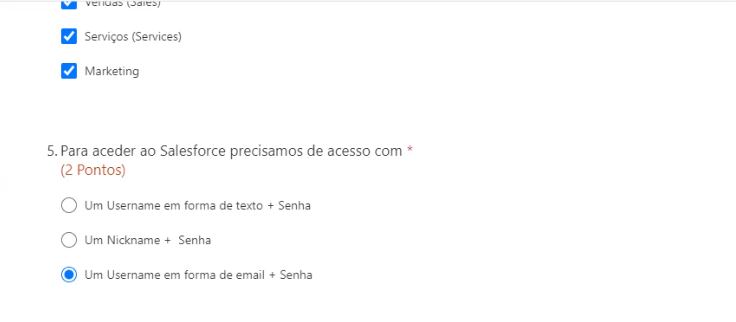 Vendas (Sales)
Serviços (Services)
Marketing
5. Para aceder ao Salesforce precisamos de acesso com *
(2 Pontos)
Um Username em forma de texto + Senha
Um Nickname + Senha
Um Username em forma de email + Senha